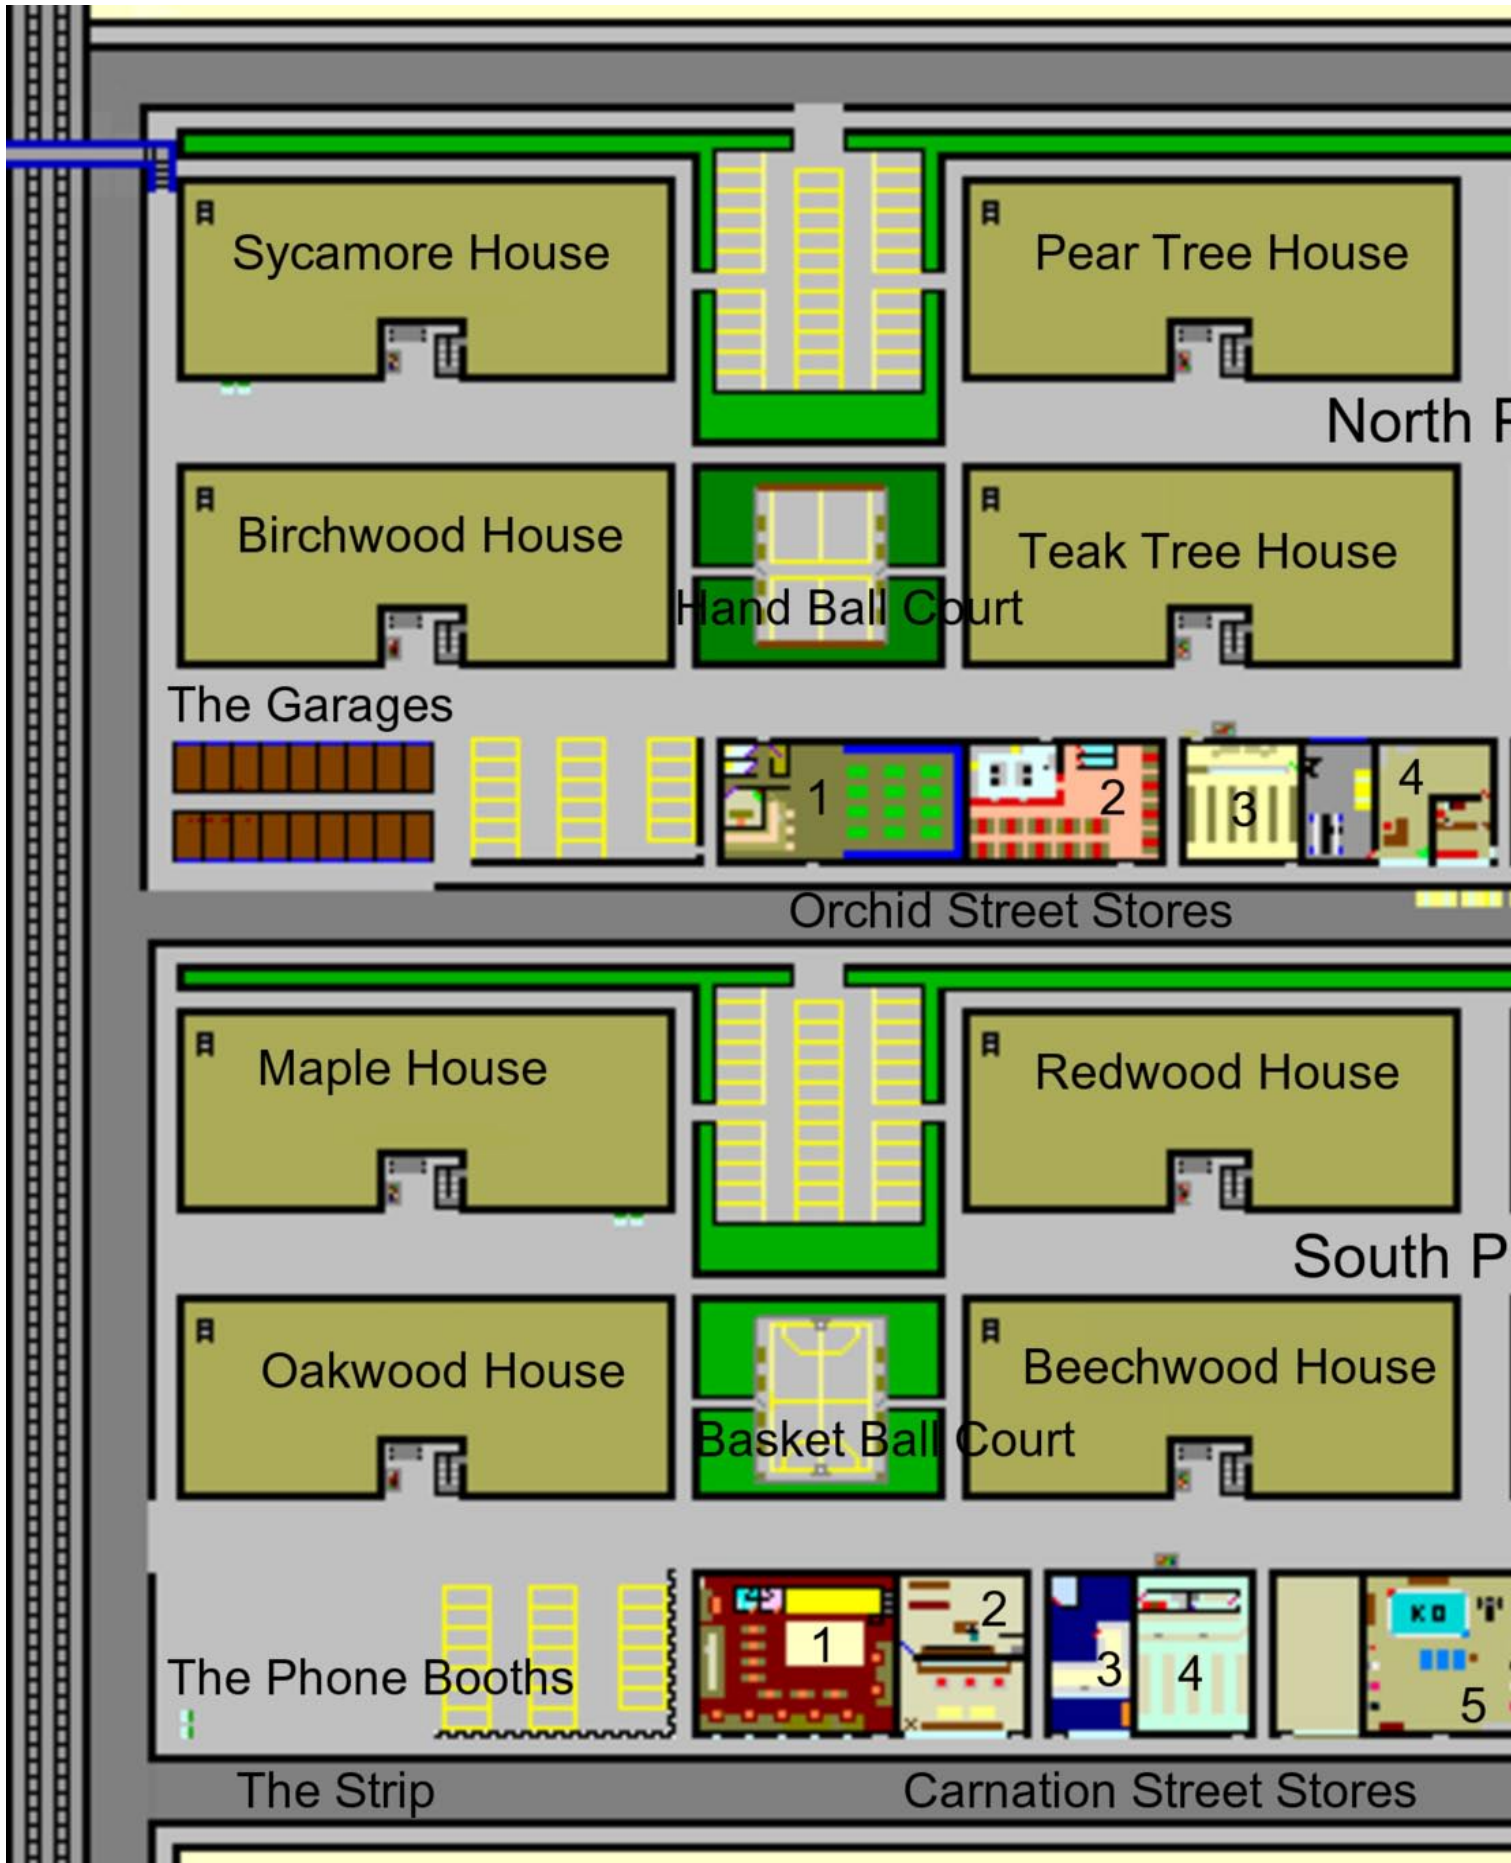 Sycamore House
Pear Tree House
North
Birchwood House
Teak Tree House
Hand Ball Court
The Garages
1
2
3
4
Orchid Street Stores
Maple House
Redwood House
South P
Oakwood House
Beechwood House
Basket Ball Court
The Phone Booths
1
2
3
4
5
KO
The Strip
Carnation Street Stores